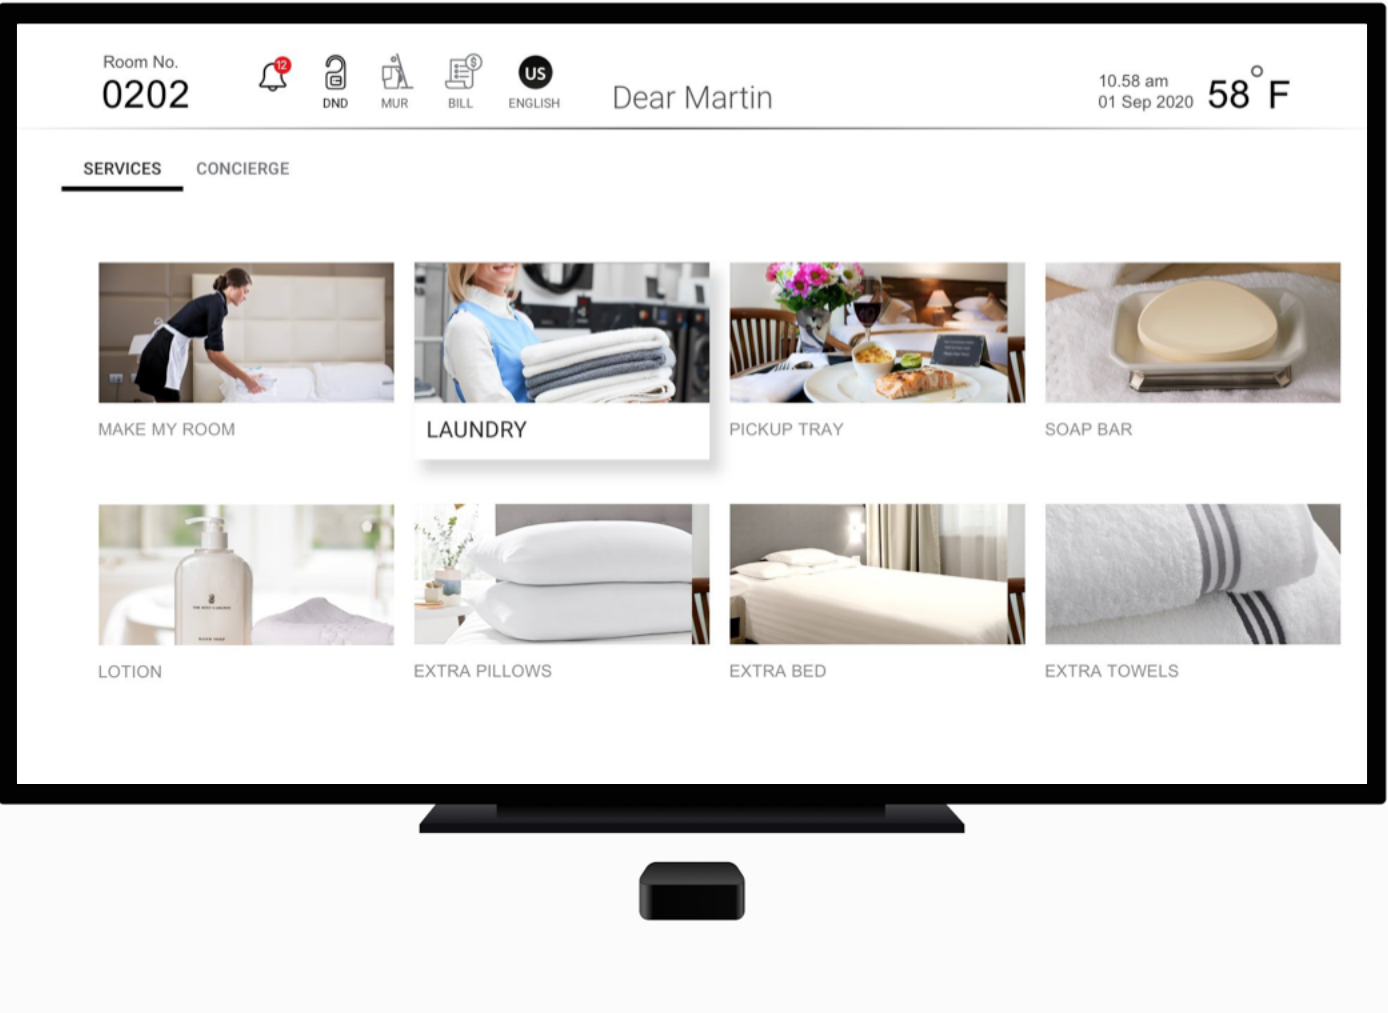 Room No.
0202
12
DND
MUR
$
BILL
US
ENGLISH
Dear Martin
10.58 am
01 Sep 2020
58°F
SERVICES
CONCIERGE
MAKE MY ROOM
LAUNDRY
PICKUP TRAY
SOAP BAR
LOTION
EXTRA PILLOWS
EXTRA BED
EXTRA TOWELS